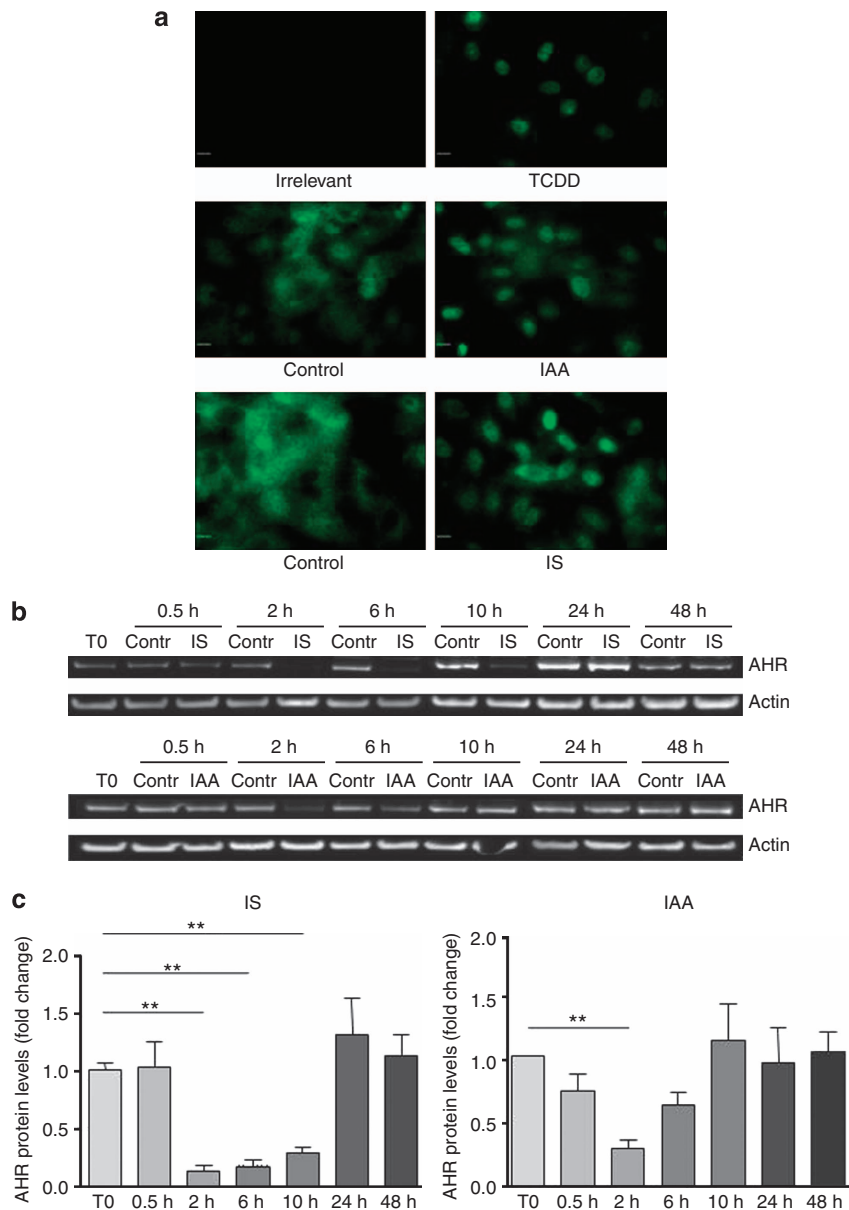 a
Irrelevant TCDD
Control IAA
Control IS
b
0.5 h 2 h 6 h 10 h 24 h 48 h
T0 Contr IS Contr IS Contr IS Contr IS Contr IS Contr IS
AHR
Actin
0.5 h 2 h 6 h 10 h 24 h 48 h
T0 Contr IAA Contr IAA Contr IAA Contr IAA Contr IAA Contr IAA
AHR
Actin
c
IS
AHR protein levels (fold change)
2.0
1.5
1.0
0.5
0.0
**
**
**
T0 0.5 h 2 h 6 h 10 h 24 h 48 h
IAA
AHR protein levels (fold change)
2.0
1.5
1.0
0.5
0.0
**
T0 0.5 h 2 h 6 h 10 h 24 h 48 h